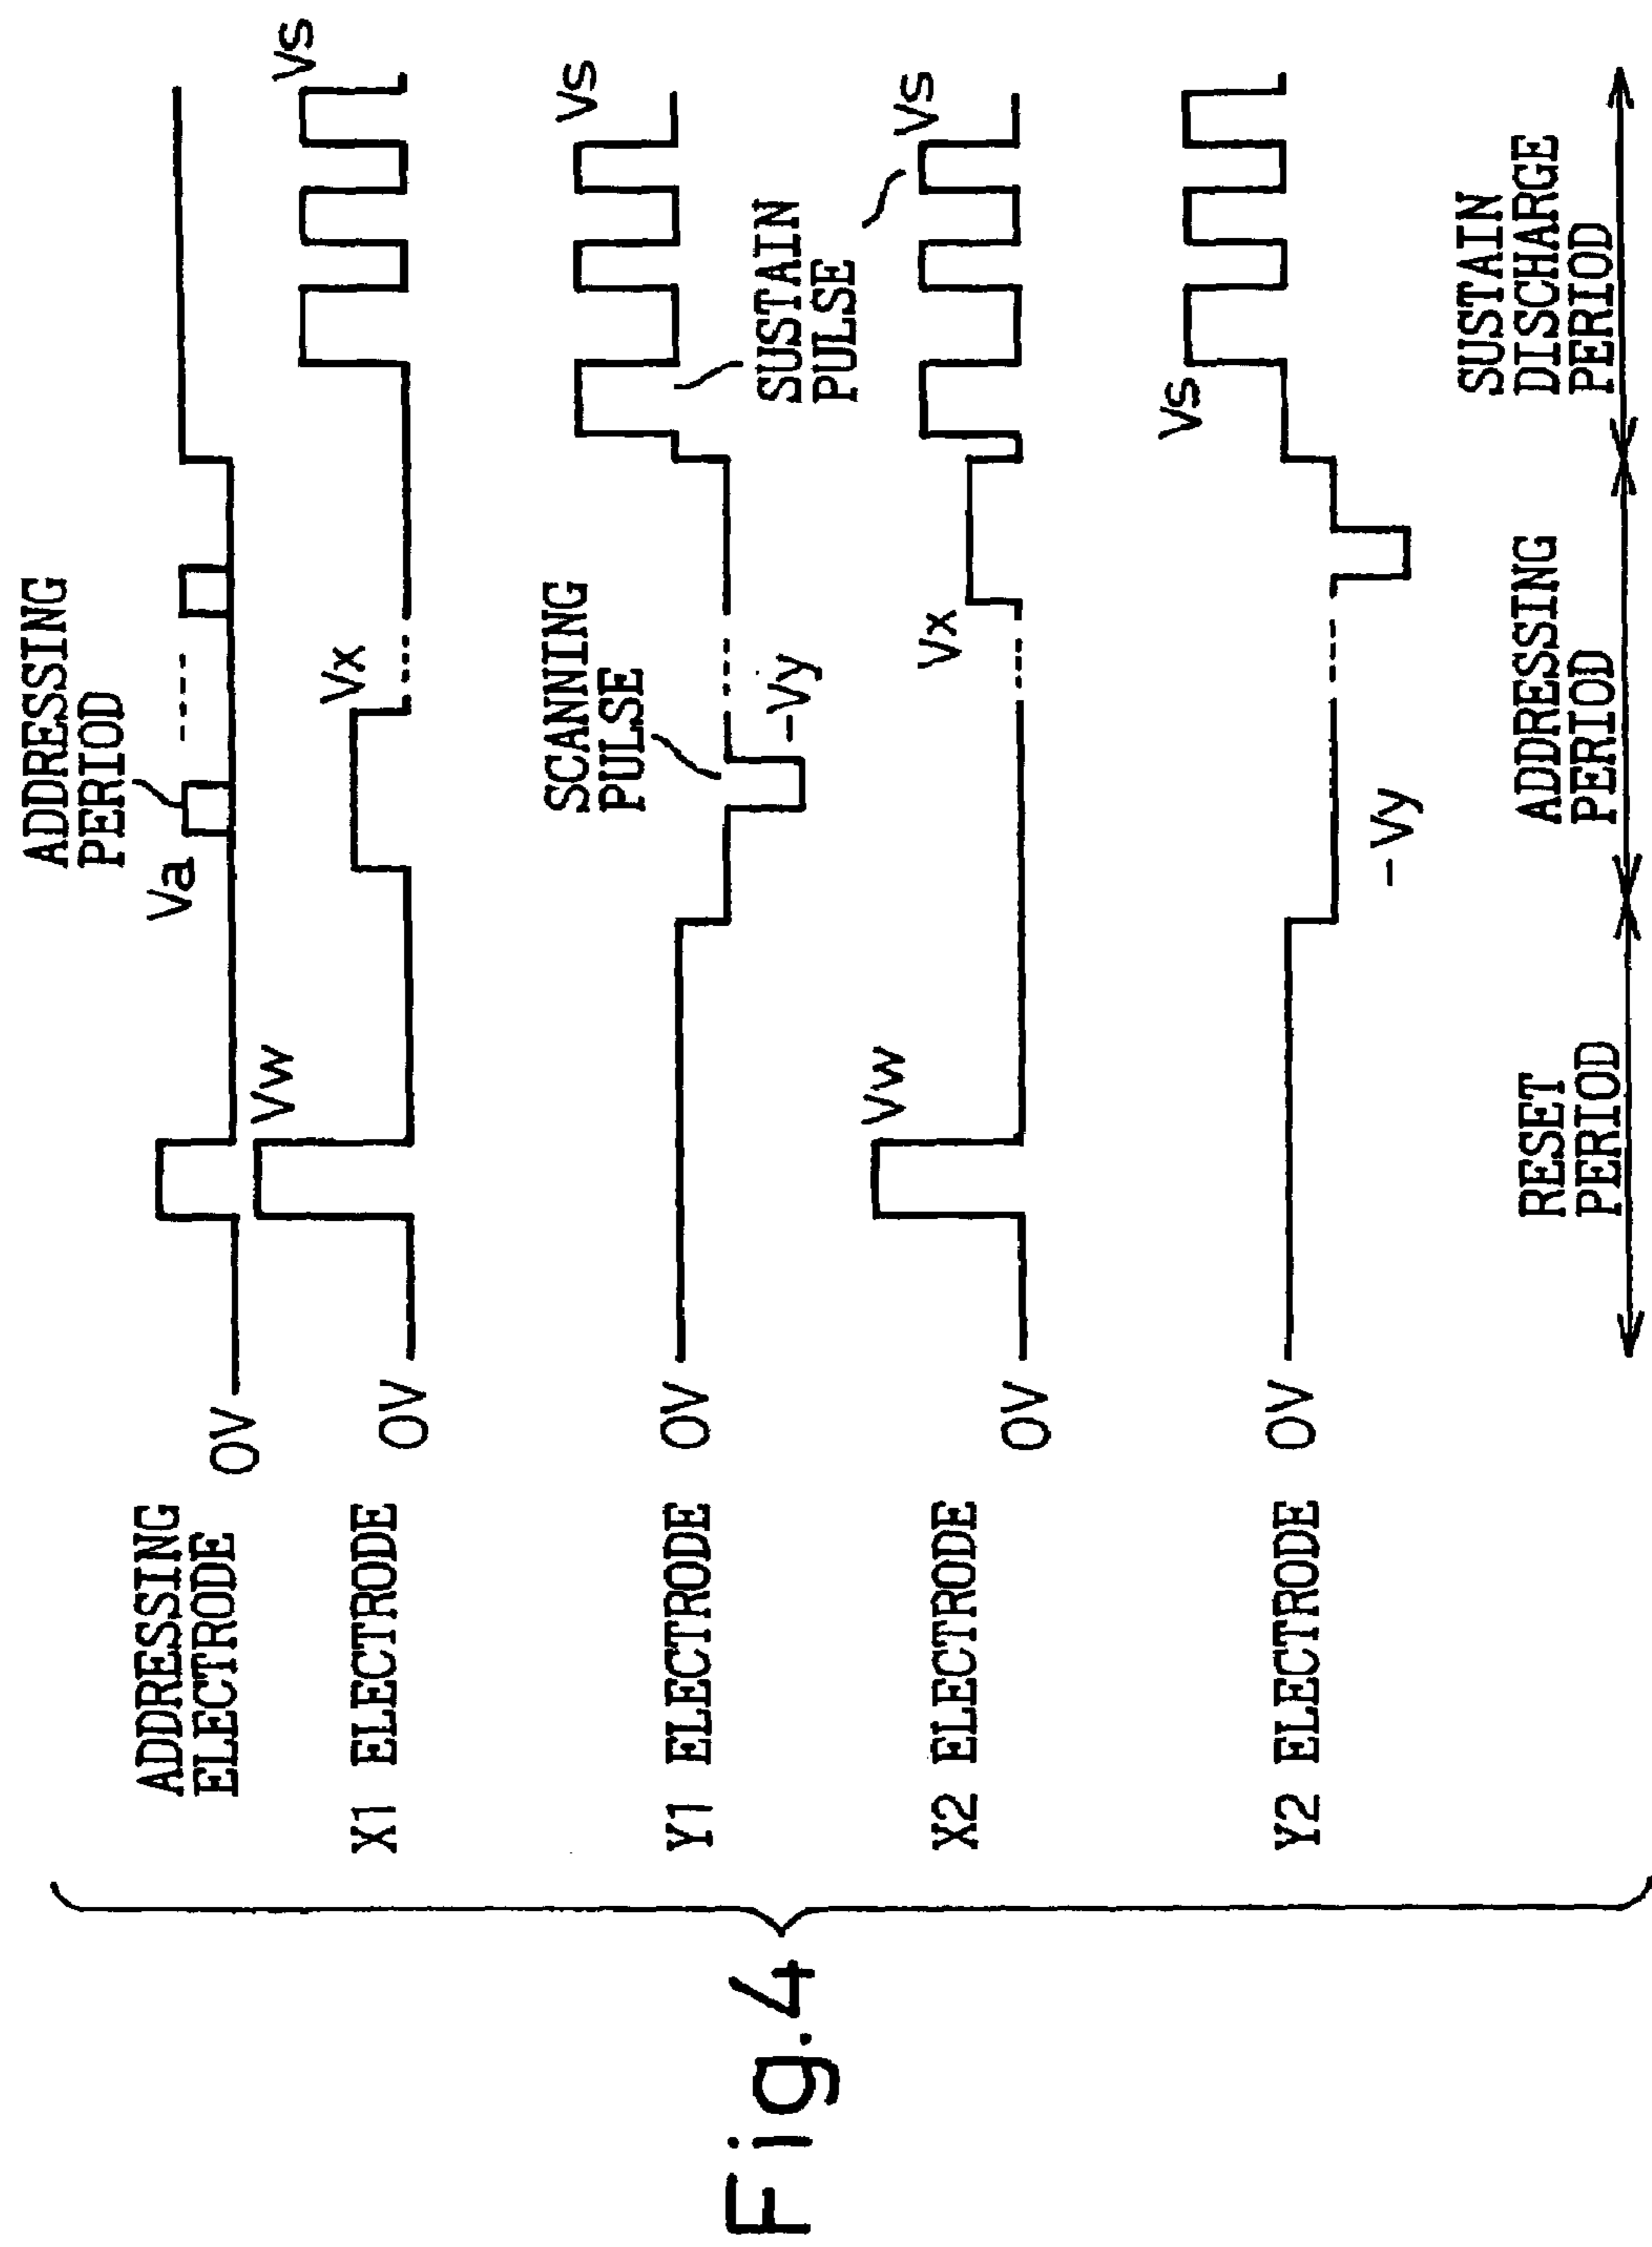 Fig.4
ADDRESSING
ELECTRODE
0V
Va
ADDRESSING
PERIOD
X1 ELECTRODE
0V
Vw
Vx
Vs
Y1 ELECTRODE
0V
SCANNING
PULSE
-Vy
Vs
SUSTAIN
PULSE
X2 ELECTRODE
0V
Vw
Vx
Vs
Y2 ELECTRODE
0V
-Vy
Vs
RESET
PERIOD
ADDRESSING
PERIOD
SUSTAIN
DISCHARGE
PERIOD